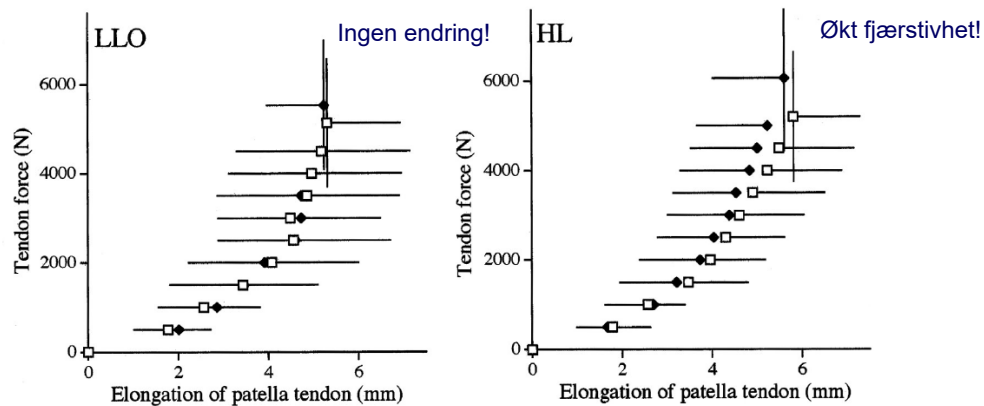 LLO
Ingen endring!
6000
4000
2000
0
Tendon force (N)
0
2
4
6
Elongation of patella tendon (mm)
HL
Økt fjærstivhet!
6000
4000
2000
0
Tendon force (N)
0
2
4
6
Elongation of patella tendon (mm)